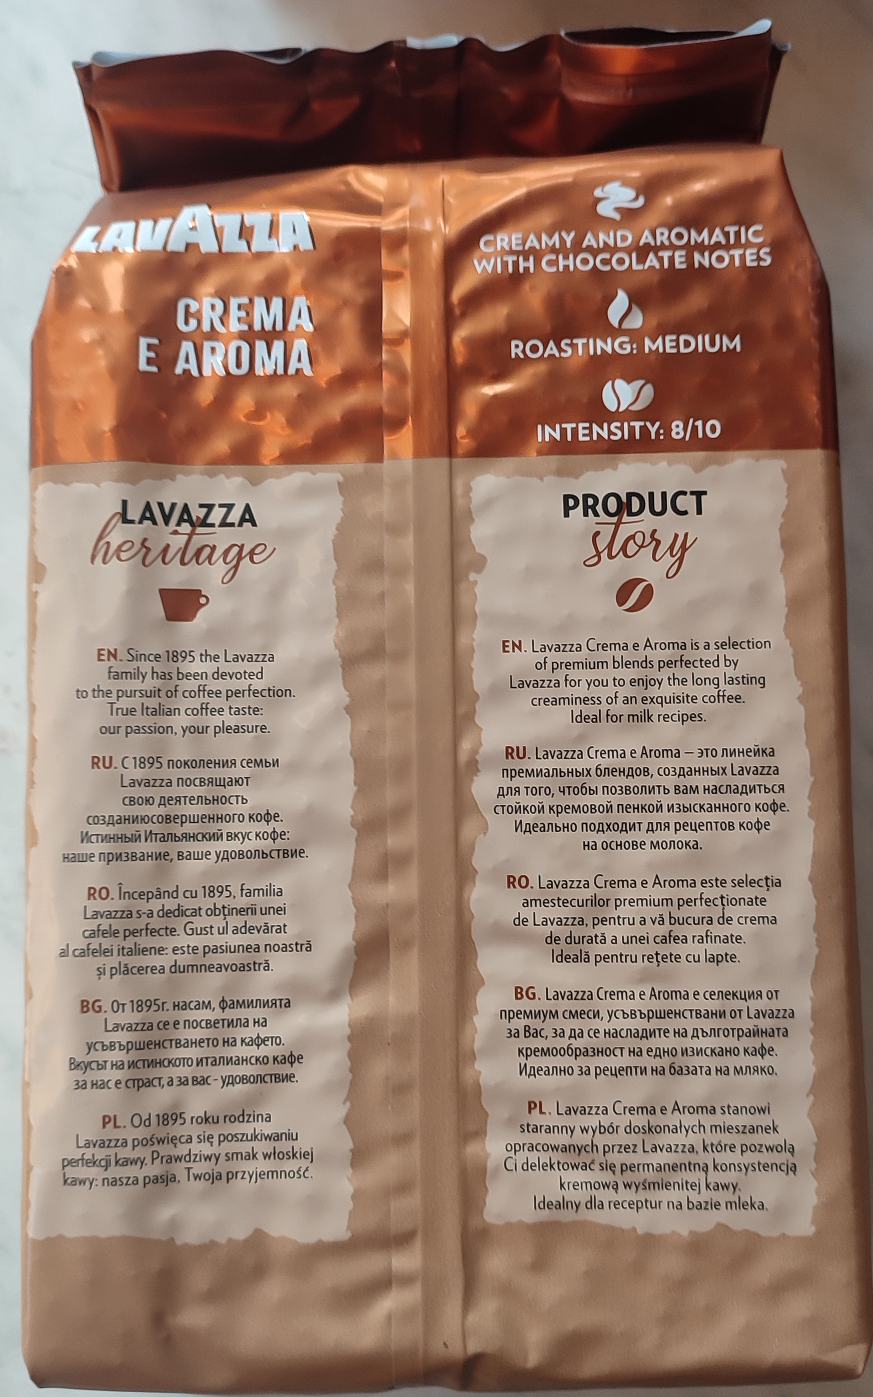 LAVAZZA
CREMA
E AROMA
CREAMY AND AROMATIC
WITH CHOCOLATE NOTES
ROASTING: MEDIUM
INTENSITY: 8/10
LAVAZZA
heritage
EN. Since 1895 the Lavazza
family has been devoted
to the pursuit of coffee perfection.
True Italian coffee taste:
our passion, your pleasure.
RU. С 1895 поколения семьи
Lavazza посвящают
свою деятельность
созданиюсовершенного кофе.
Истинный Итальянский вкус кофе:
наше призвание, ваше удовольствие.
RO. Începând cu 1895, familia
Lavazza s-a dedicat obținerii unei
cafele perfecte. Gust ul adevărat
al cafelei italiene: este pasiunea noastră
și plăcerea dumneavoastră.
BG. От 1895г. насам, фамилията
Lavazza се е посветила на
усъвършенстването на кафето.
Вкусът на истинското италианско кафе
за нас е страст, а за вас - удоволствие.
PL. Od 1895 roku rodzina
Lavazza poświęca się poszukiwaniu
perfekcji kawy. Prawdziwy smak włoskiej
kawy: nasza pasja, Twoja przyjemność.
PRODUCT
story
EN. Lavazza Crema e Aroma is a selection
of premium blends perfected by
Lavazza for you to enjoy the long lasting
creaminess of an exquisite coffee.
Ideal for milk recipes.
RU. Lavazza Crema e Aroma – это линейка
премиальных блендов, созданных Lavazza
для того, чтобы позволить вам насладиться
стойкой кремовой пенкой изысканного кофе.
Идеально подходит для рецептов кофе
на основе молока.
RO. Lavazza Crema e Aroma este selecția
amestecurilor premium perfecționate
de Lavazza, pentru a vă bucura de crema
de durată a unei cafea rafinate.
Ideală pentru rețete cu lapte.
BG. Lavazza Crema e Aroma е селекция от
премиум смеси, усъвършенствани от Lavazza
за Вас, за да се насладите на дълготрайната
кремообразност на едно изискано кафе.
Идеално за рецепти на базата на мляко.
PL. Lavazza Crema e Aroma stanowi
staranny wybór doskonałych mieszanek
opracowanych przez Lavazza, które pozwolą
Ci delektować się permanentną konsystencją
kremową wyśmienitej kawy.
Idealny dla receptur na bazie mleka.